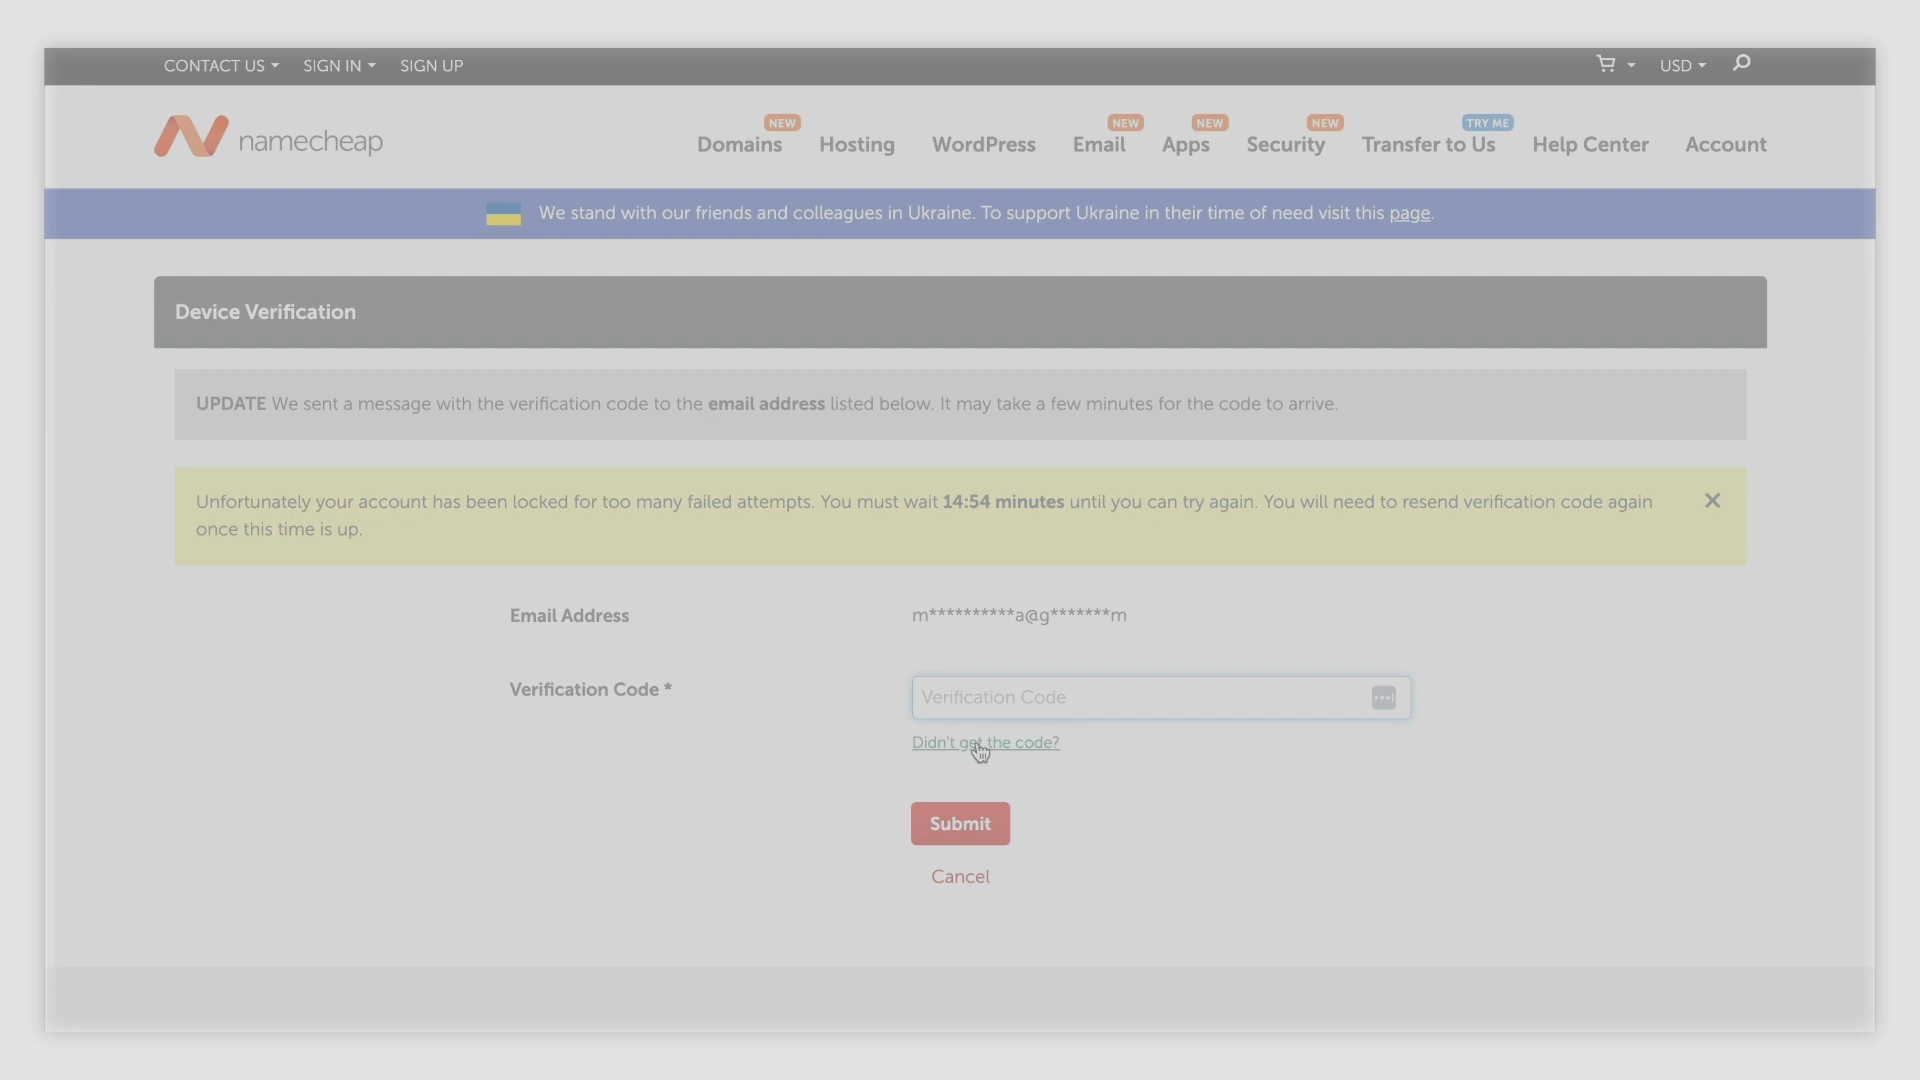 CONTACT US SIGN IN SIGN UP USD
namecheap
NEW NEW NEW NEW TRY ME
Domains Hosting WordPress Email Apps Security Transfer to Us Help Center Account
We stand with our friends and colleagues in Ukraine. To support Ukraine in their time of need visit this page.
Device Verification
UPDATE We sent a message with the verification code to the email address listed below. It may take a few minutes for the code to arrive.
Unfortunately your account has been locked for too many failed attempts. You must wait 14:54 minutes until you can try again. You will need to resend verification code again
once this time is up.
Email Address m**********a@g*******m
Verification Code * Verification Code
Didn't get the code?
Submit
Cancel